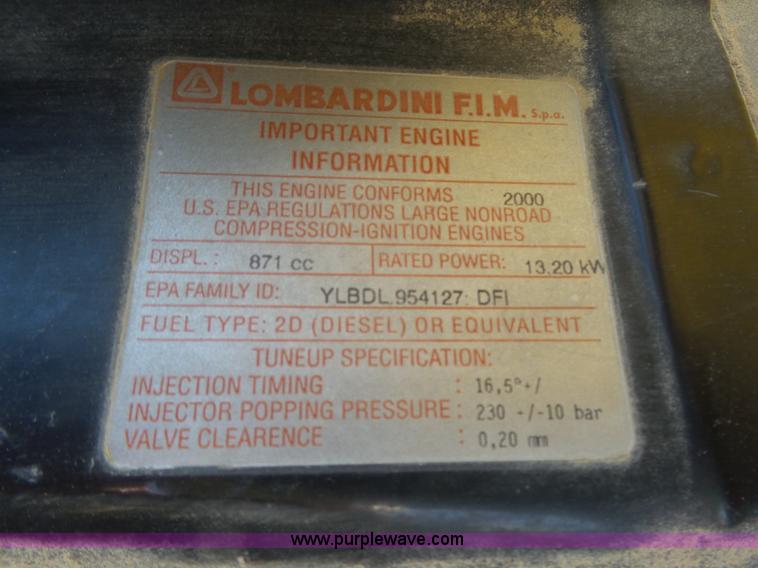 LOMBARDINI F.I.M. S.p.a.
IMPORTANT ENGINE
INFORMATION
THIS ENGINE CONFORMS 2000
U.S. EPA REGULATIONS LARGE NONROAD
COMPRESSION-IGNITION ENGINES
DISPL.: 871 cc RATED POWER: 13.20 kW
EPA FAMILY ID: YLBDL.954127: DFI
FUEL TYPE: 2D (DIESEL) OR EQUIVALENT
TUNEUP SPECIFICATION:
INJECTION TIMING : 16,5°+/
INJECTOR POPPING PRESSURE : 230 +/-10 bar
VALVE CLEARENCE : 0,20 mm
www.purplewave.com